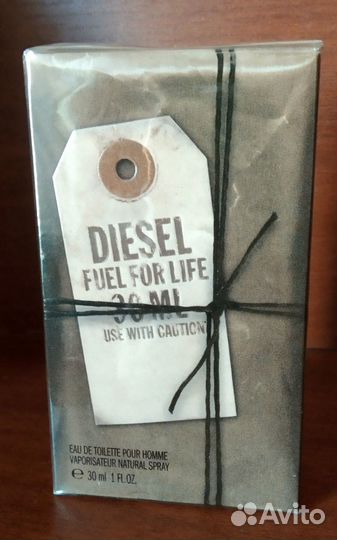 DIESEL
FUEL FOR LIFE
30 ML
USE WITH CAUTION
EAU DE TOILETTE POUR HOMME
VAPORISATEUR NATURAL SPRAY
℮ 30 ml 1 FL.OZ.
Avito